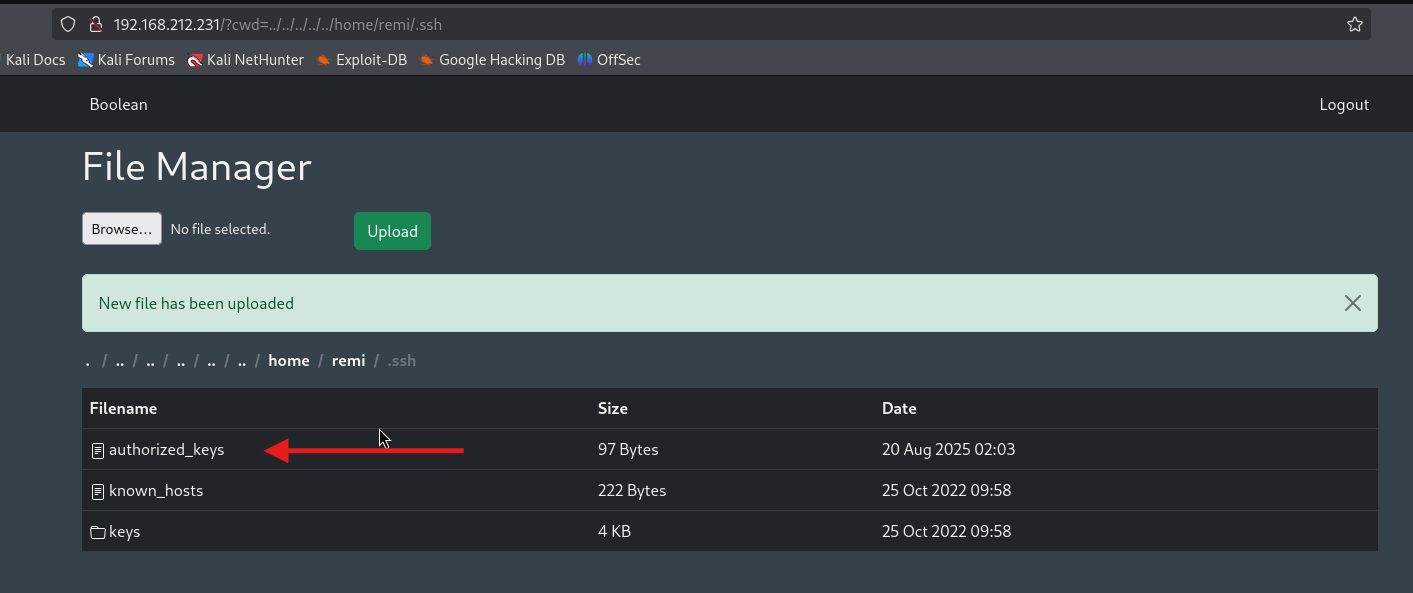 192.168.212.231/?cwd=../../../../../home/remi/.ssh
Kali Docs Kali Forums Kali NetHunter Exploit-DB Google Hacking DB OffSec
Boolean Logout
File Manager
Browse... No file selected. Upload
New file has been uploaded
. / .. / .. / .. / .. / .. / home / remi / .ssh
Filename Size Date
authorized_keys 97 Bytes 20 Aug 2025 02:03
known_hosts 222 Bytes 25 Oct 2022 09:58
keys 4 KB 25 Oct 2022 09:58